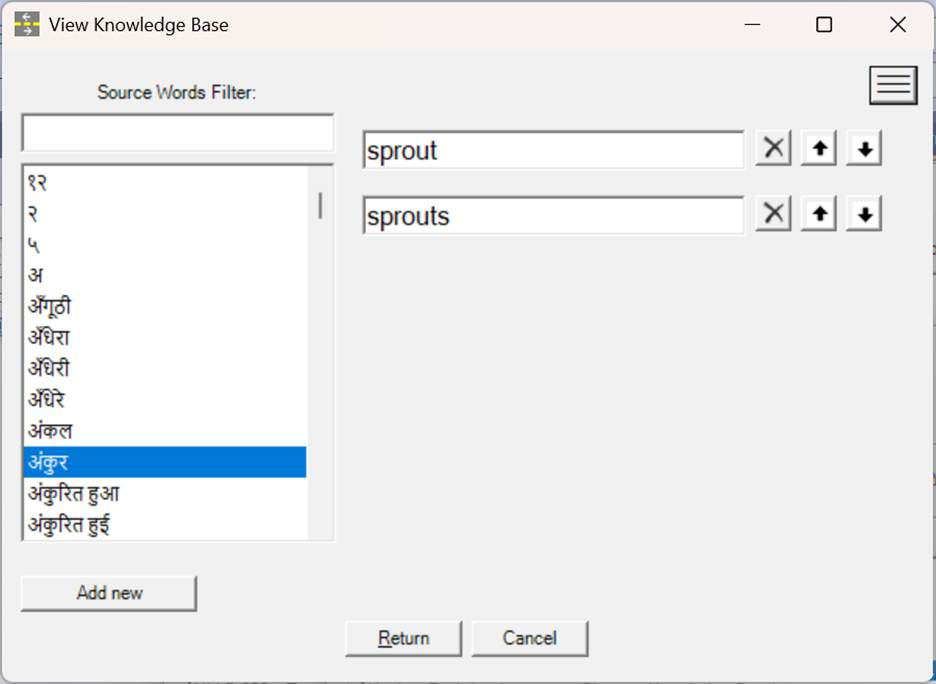 View Knowledge Base
Source Words Filter:
sprout
sprouts
१२
२
५
अ
अँगूठी
अँधेरा
अँधेरी
अँधेरे
अंकल
अंकुर
अंकुरित हुआ
अंकुरित हुई
Add new
Return
Cancel